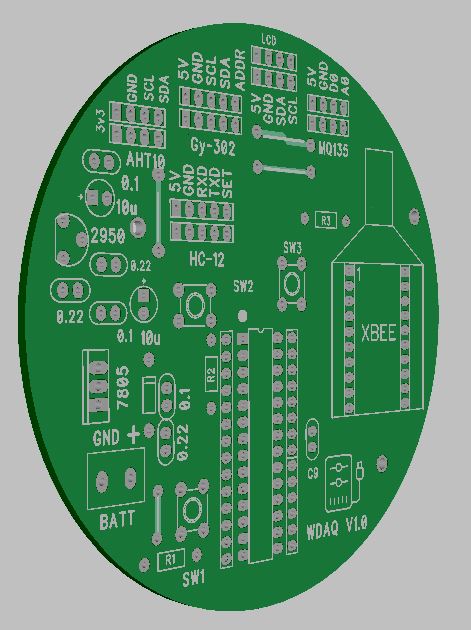 LCD
5V
GND
SCL
SDA
ADDR
3V3
GND
SCL
SDA
5V
GND
SDA
SCL
5V
GND
D0
A0
Gy-302
MQ135
AHT10
0.1
10u
5V
GND
RXD
TXD
SET
R3
2950
HC-12
0.22
SW3
SW2
1
0.22
0.1
10u
XBEE
R2
7805
0.1
GND +
0.22
C9
BATT
WDAQ V1.0
R1
SW1